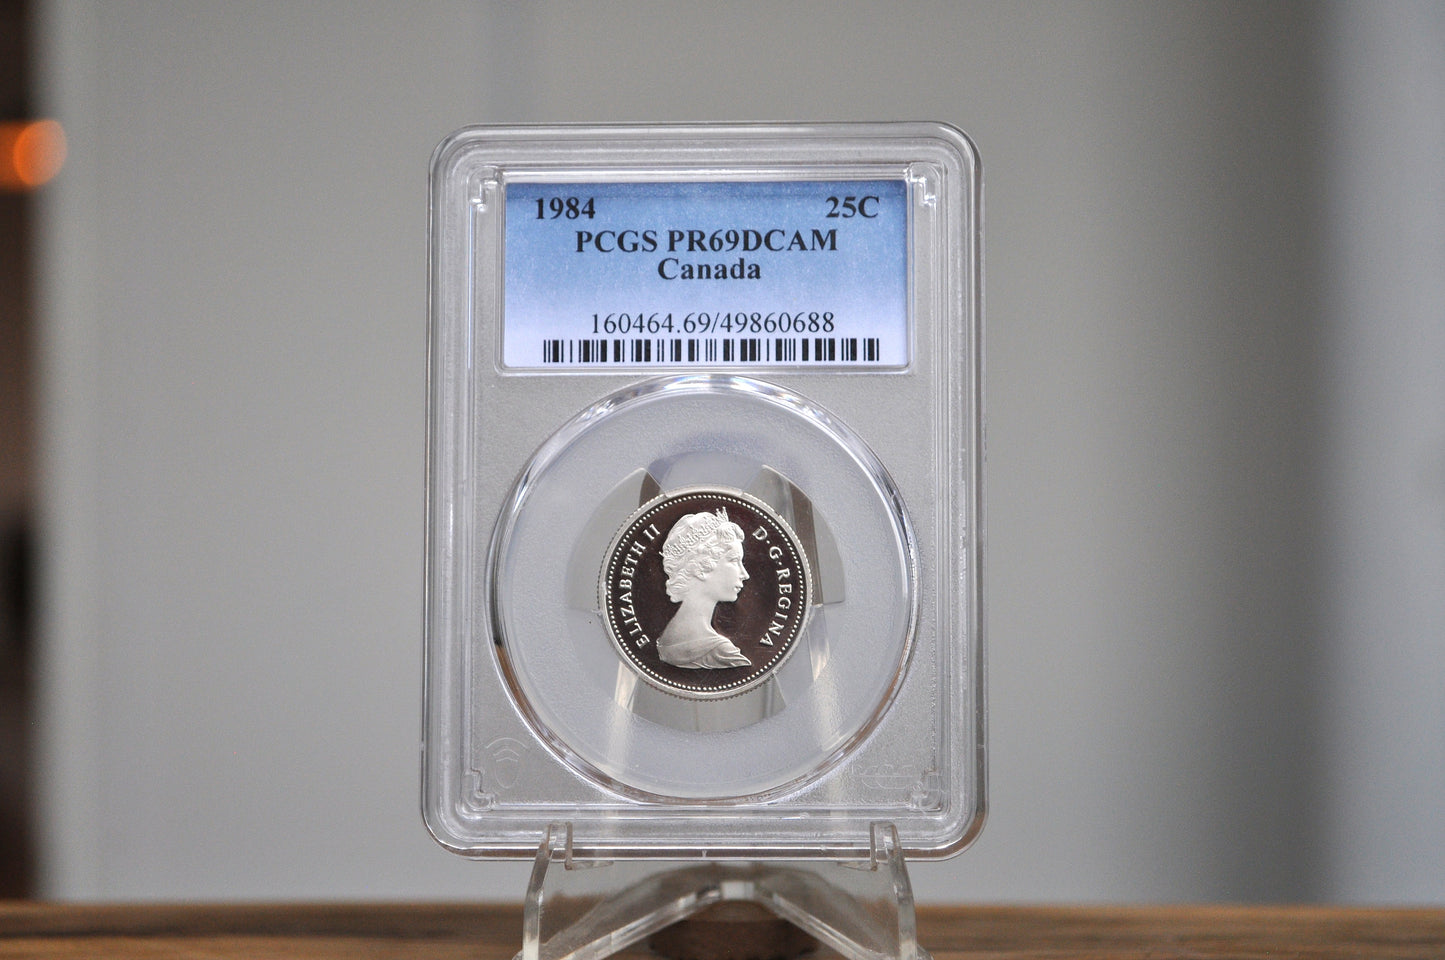 1984 25C
PCGS PR69DCAM
Canada
160464.69/49860688
ELIZABETH II D·G·REGINA